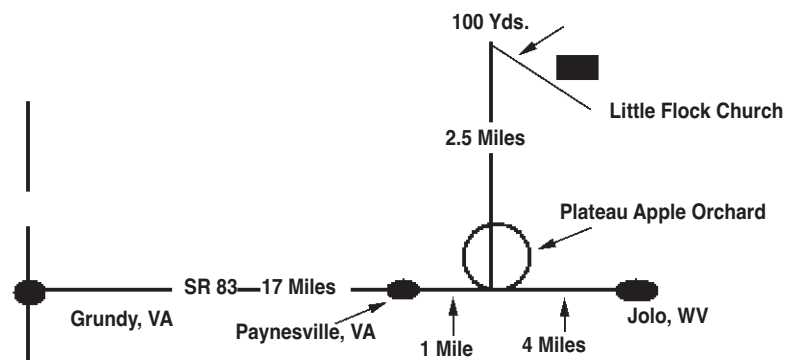 100 Yds.
Little Flock Church
2.5 Miles
Plateau Apple Orchard
SR 83—17 Miles
Grundy, VA
Paynesville, VA
1 Mile
4 Miles
Jolo, WV